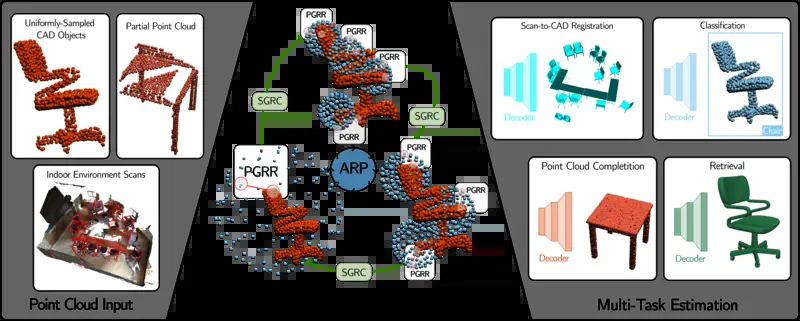 Uniformly-Sampled
CAD Objects
Partial Point Cloud
Indoor Environment Scans
Point Cloud Input
PGRR
PGRR
PGRR
SGRC
SGRC
PGRR
PGRR
ARP
PGRR
PGRR
SGRC
PGRR
Scan-to-CAD Registration
Decoder
Classification
Decoder
Chair
Point Cloud Completition
Decoder
Retrieval
Decoder
Multi-Task Estimation